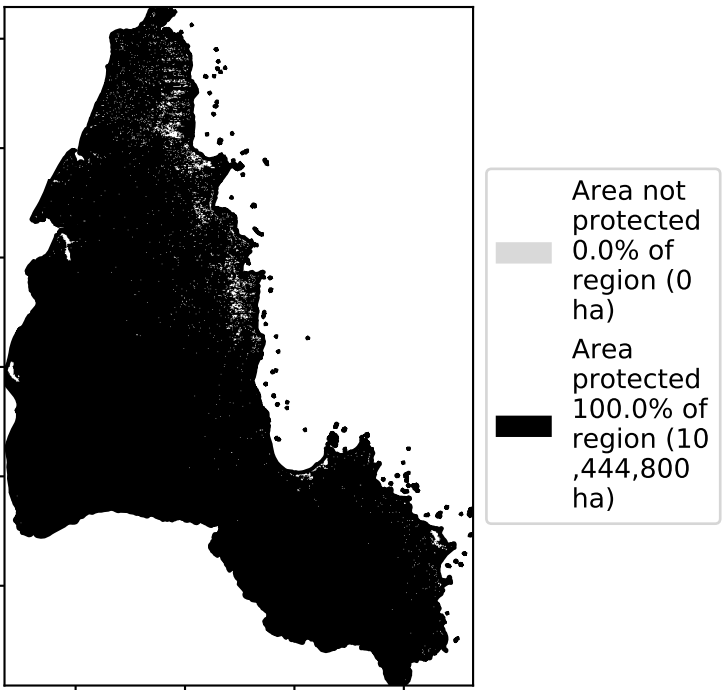 Area not
protected
0.0% of
region (0
ha)
Area
protected
100.0% of
region (10
,444,800
ha)